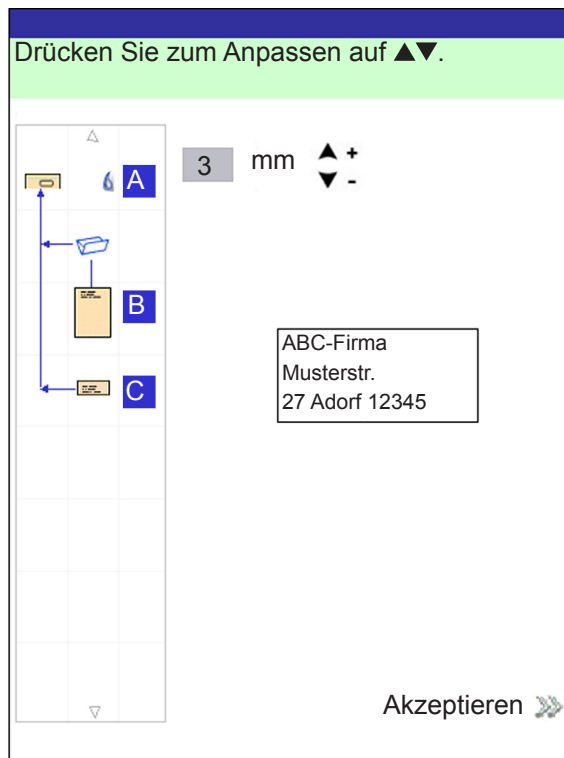 Drücken Sie zum Anpassen auf ▲▼.
A
3 mm + -
B
ABC-Firma
Musterstr.
27 Adorf 12345
C
Akzeptieren